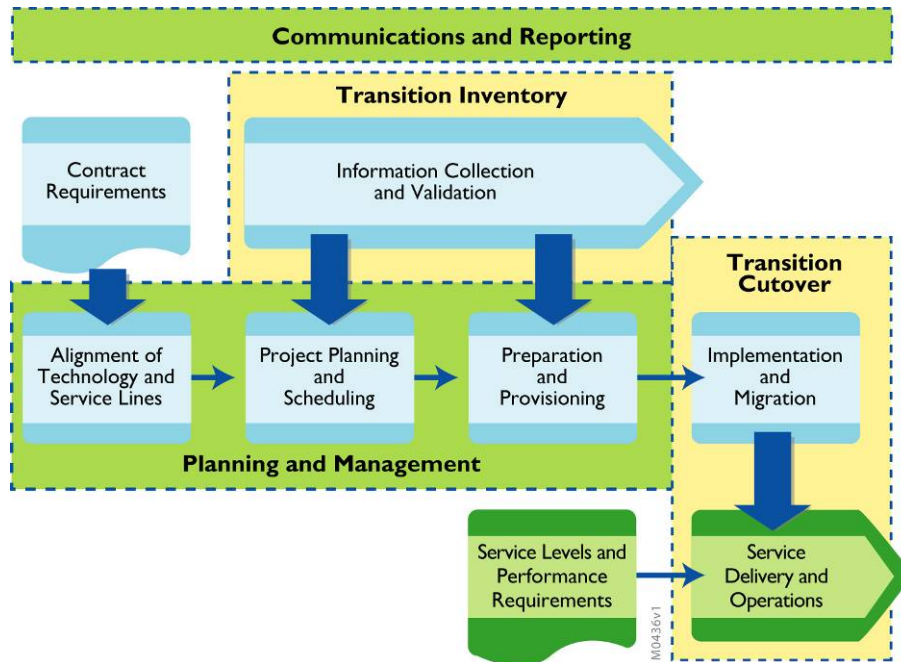 Communications and Reporting
Transition Inventory
Contract
Requirements
Information Collection
and Validation
Transition
Cutover
Alignment of
Technology and
Service Lines
Project Planning
and
Scheduling
Preparation
and
Provisioning
Implementation
and
Migration
Planning and Management
Service Levels and
Performance
Requirements
Service
Delivery and
Operations
M0436v1